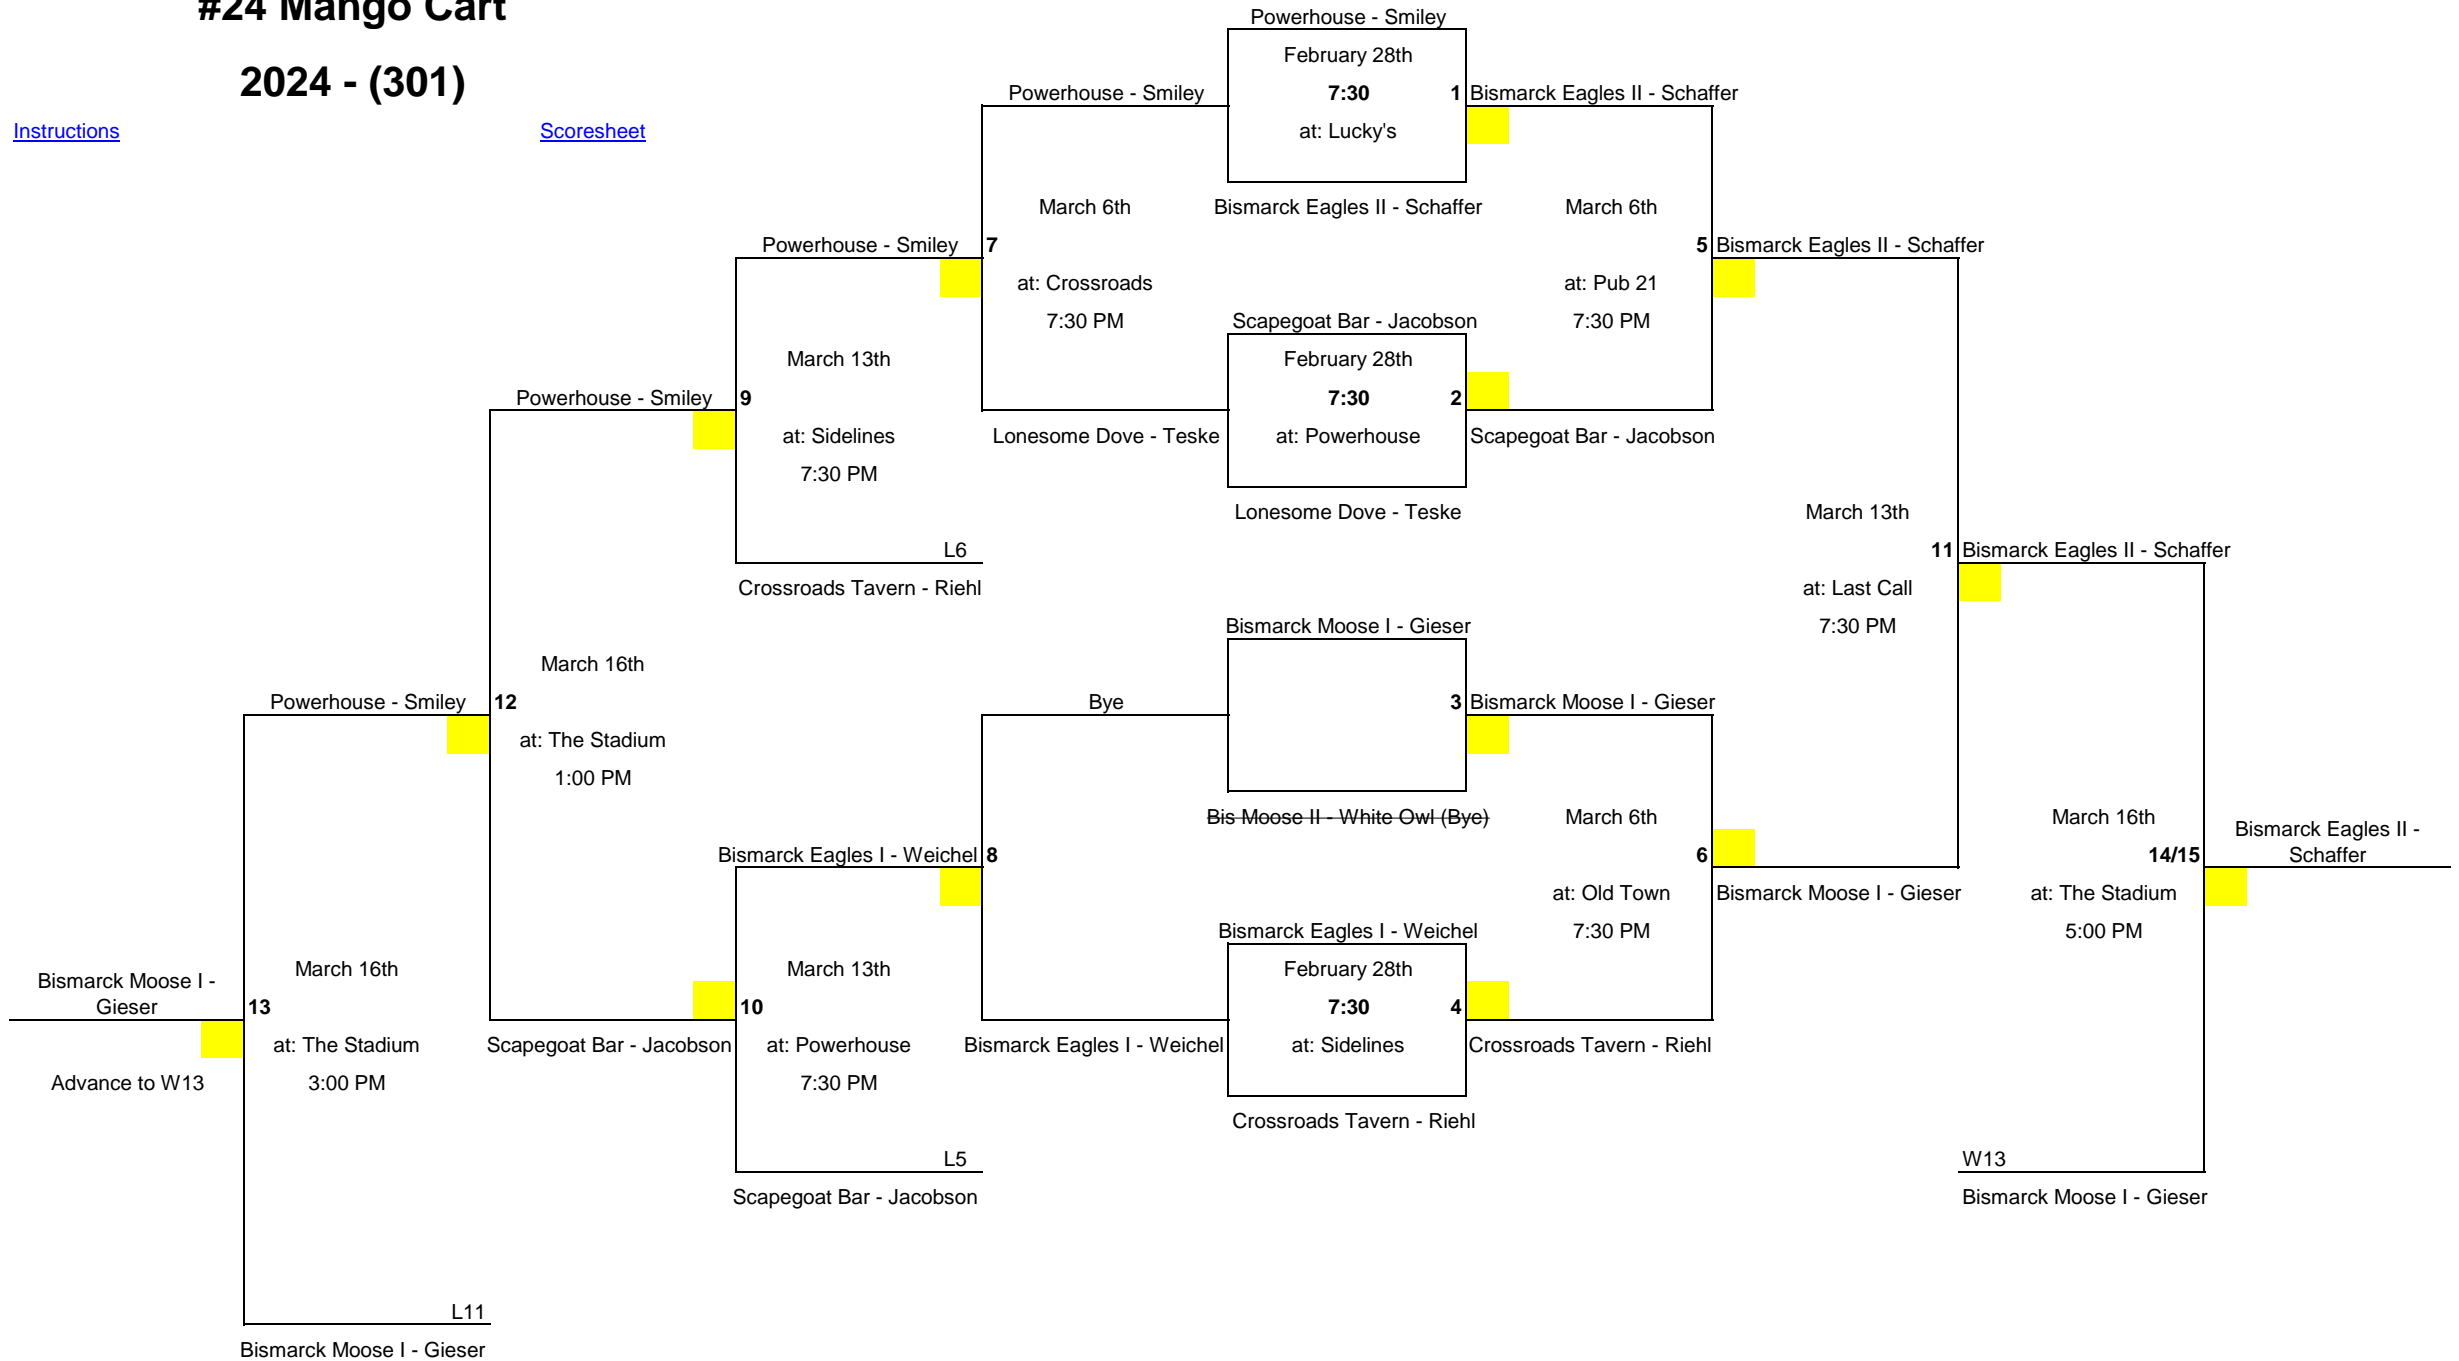 #24 Mango Cart
2024 - (301)
Instructions
Scoresheet
Powerhouse - Smiley
February 28th
Powerhouse - Smiley
7:30
1
Bismarck Eagles II - Schaffer
at: Lucky's
March 6th
Bismarck Eagles II - Schaffer
March 6th
Powerhouse - Smiley
7
5
Bismarck Eagles II - Schaffer
at: Crossroads
at: Pub 21
7:30 PM
Scapegoat Bar - Jacobson
7:30 PM
March 13th
February 28th
Powerhouse - Smiley
9
7:30
2
at: Sidelines
Lonesome Dove - Teske
at: Powerhouse
Scapegoat Bar - Jacobson
7:30 PM
Lonesome Dove - Teske
March 13th
L6
11
Bismarck Eagles II - Schaffer
Crossroads Tavern - Riehl
at: Last Call
Bismarck Moose I - Gieser
7:30 PM
March 16th
Powerhouse - Smiley
12
Bye
3
Bismarck Moose I - Gieser
at: The Stadium
1:00 PM
Bis Moose II - White Owl (Bye)
March 6th
March 16th
Bismarck Eagles II -
Schaffer
Bismarck Eagles I - Weichel
8
6
14/15
at: Old Town
Bismarck Moose I - Gieser
at: The Stadium
Bismarck Eagles I - Weichel
7:30 PM
5:00 PM
Bismarck Moose I -
Gieser
March 16th
March 13th
February 28th
13
10
7:30
4
at: The Stadium
Scapegoat Bar - Jacobson
at: Powerhouse
Bismarck Eagles I - Weichel
at: Sidelines
Crossroads Tavern - Riehl
Advance to W13
3:00 PM
7:30 PM
Crossroads Tavern - Riehl
L5
W13
Scapegoat Bar - Jacobson
Bismarck Moose I - Gieser
L11
Bismarck Moose I - Gieser